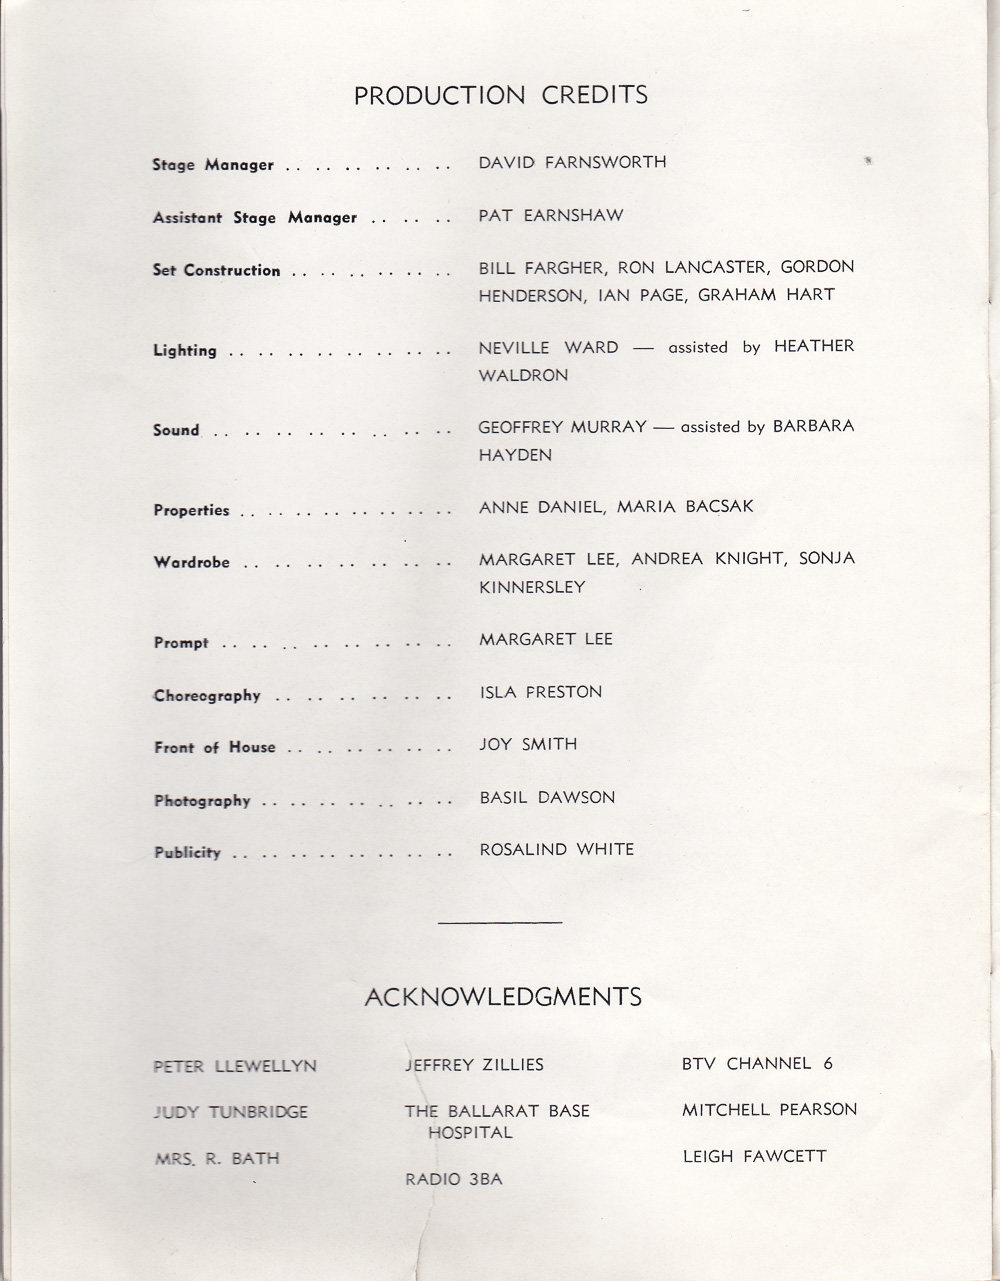 PRODUCTION CREDITS
Stage Manager . . . . . . . . . . . DAVID FARNSWORTH
Assistant Stage Manager . . . . . . PAT EARNSHAW
Set Construction . . . . . . . . . . . BILL FARGHER, RON LANCASTER, GORDON
HENDERSON, IAN PAGE, GRAHAM HART
Lighting . . . . . . . . . . . . . . . NEVILLE WARD — assisted by HEATHER
WALDRON
Sound . . . . . . . . . . . . . . . . GEOFFREY MURRAY — assisted by BARBARA
HAYDEN
Properties . . . . . . . . . . . . . . . ANNE DANIEL, MARIA BACSAK
Wardrobe . . . . . . . . . . . . . . MARGARET LEE, ANDREA KNIGHT, SONJA
KINNERSLEY
Prompt . . . . . . . . . . . . . . . . MARGARET LEE
Choreography . . . . . . . . . . . . ISLA PRESTON
Front of House . . . . . . . . . . . JOY SMITH
Photography . . . . . . . . . . . . . BASIL DAWSON
Publicity . . . . . . . . . . . . . . . ROSALIND WHITE
ACKNOWLEDGMENTS
PETER LLEWELLYN
JUDY TUNBRIDGE
MRS. R. BATH
JEFFREY ZILLIES
THE BALLARAT BASE
HOSPITAL
RADIO 3BA
BTV CHANNEL 6
MITCHELL PEARSON
LEIGH FAWCETT